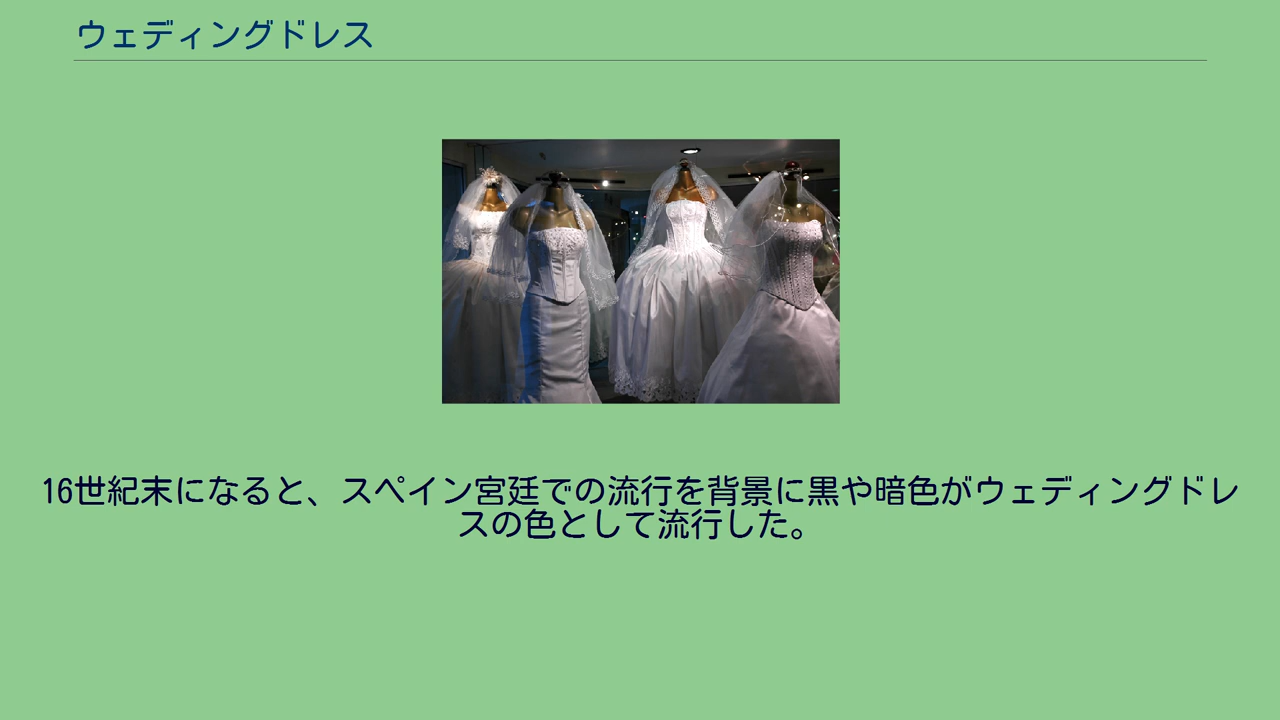 ウェディングドレス
16世紀末になると、スペイン宮廷での流行を背景に黒や暗色がウェディングドレ
スの色として流行した。